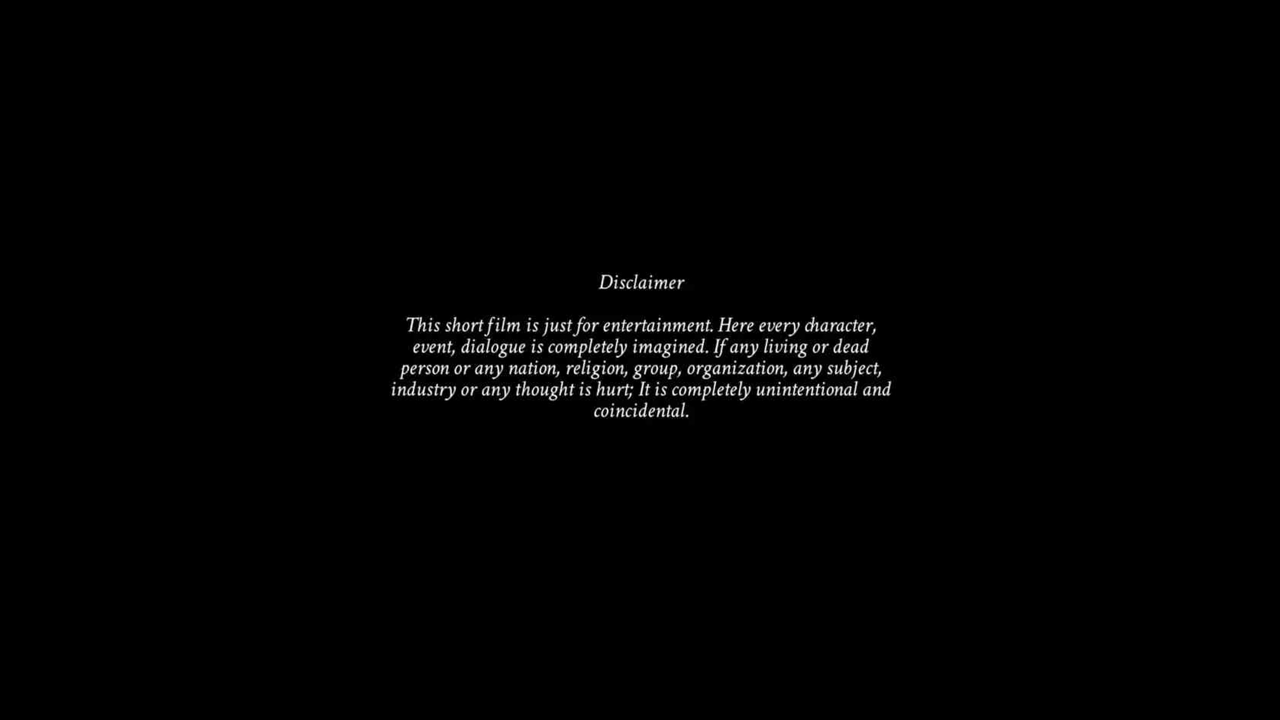 Disclaimer
This short film is just for entertainment. Here every character,
event, dialogue is completely imagined. If any living or dead
person or any nation, religion, group, organization, any subject,
industry or any thought is hurt; It is completely unintentional and
coincidental.